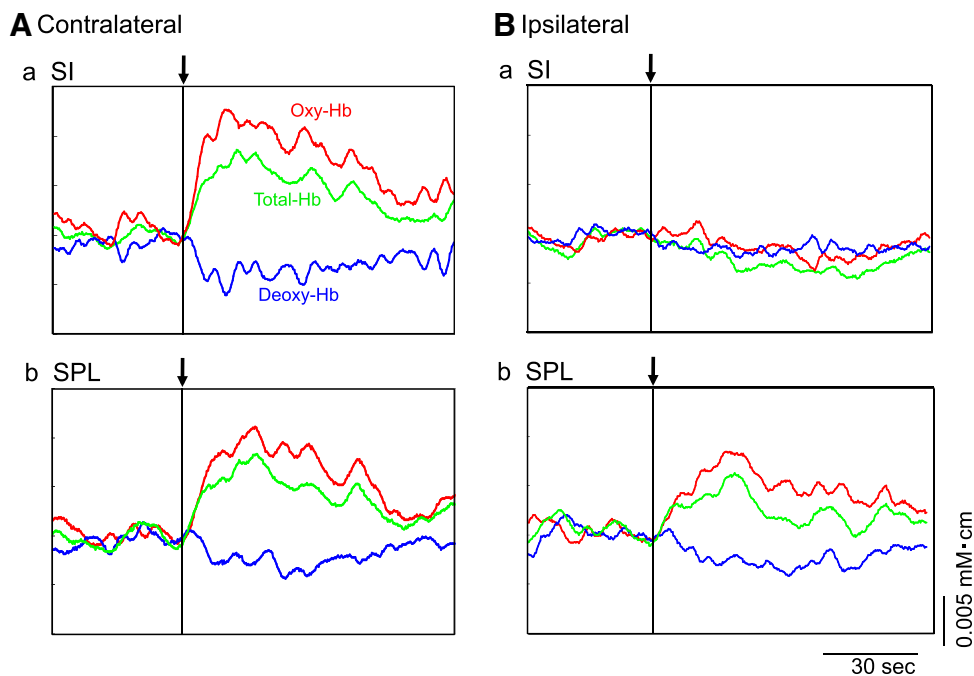 A Contralateral
a SI
Oxy-Hb
Total-Hb
Deoxy-Hb
b SPL
B Ipsilateral
a SI
b SPL
0.005 mM·cm
30 sec